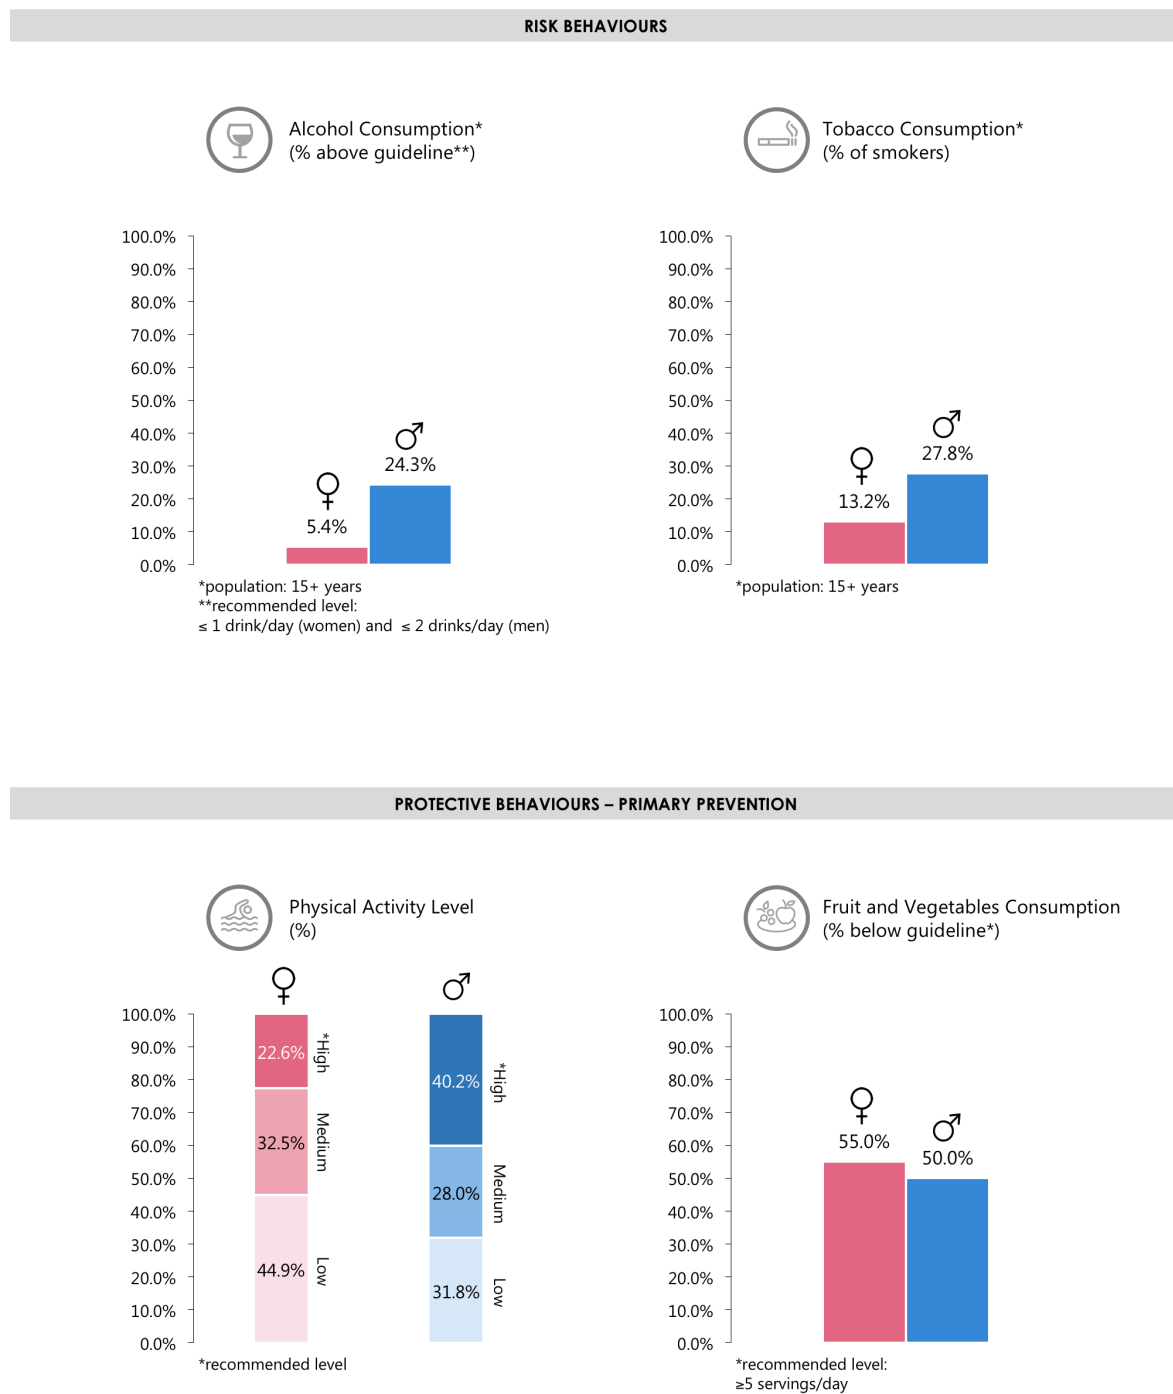 RISK BEHAVIOURS
Alcohol Consumption*
(% above guideline**)
100.0%
90.0%
80.0%
70.0%
60.0%
50.0%
40.0%
30.0%
20.0%
10.0%
0.0%
5.4%
24.3%
*population: 15+ years
**recommended level:
≤ 1 drink/day (women) and  ≤ 2 drinks/day (men)
Tobacco Consumption*
(% of smokers)
100.0%
90.0%
80.0%
70.0%
60.0%
50.0%
40.0%
30.0%
20.0%
10.0%
0.0%
13.2%
27.8%
*population: 15+ years
PROTECTIVE BEHAVIOURS – PRIMARY PREVENTION
Physical Activity Level
(%)
100.0%
90.0%
80.0%
70.0%
60.0%
50.0%
40.0%
30.0%
20.0%
10.0%
0.0%
22.6%
*High
32.5%
Medium
44.9%
Low
40.2%
*High
28.0%
Medium
31.8%
Low
*recommended level
Fruit and Vegetables Consumption
(% below guideline*)
100.0%
90.0%
80.0%
70.0%
60.0%
50.0%
40.0%
30.0%
20.0%
10.0%
0.0%
55.0%
50.0%
*recommended level:
≥5 servings/day